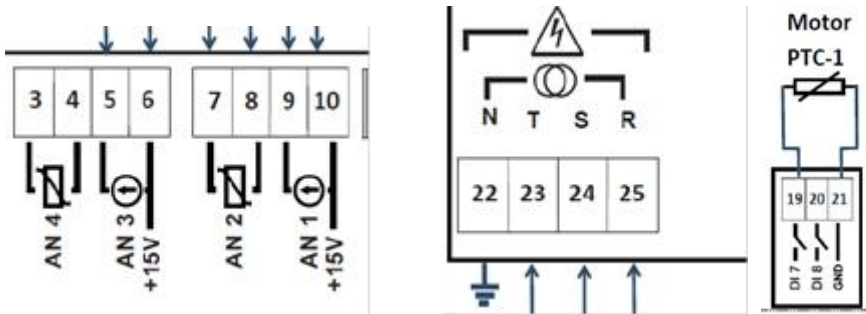 3 4 5 6
7 8 9 10
AN 4
AN 3
+15V
AN 2
AN 1
+15V
N T S R
22 23 24 25
Motor
PTC-1
19 20 21
DI 7
DI 8
GND